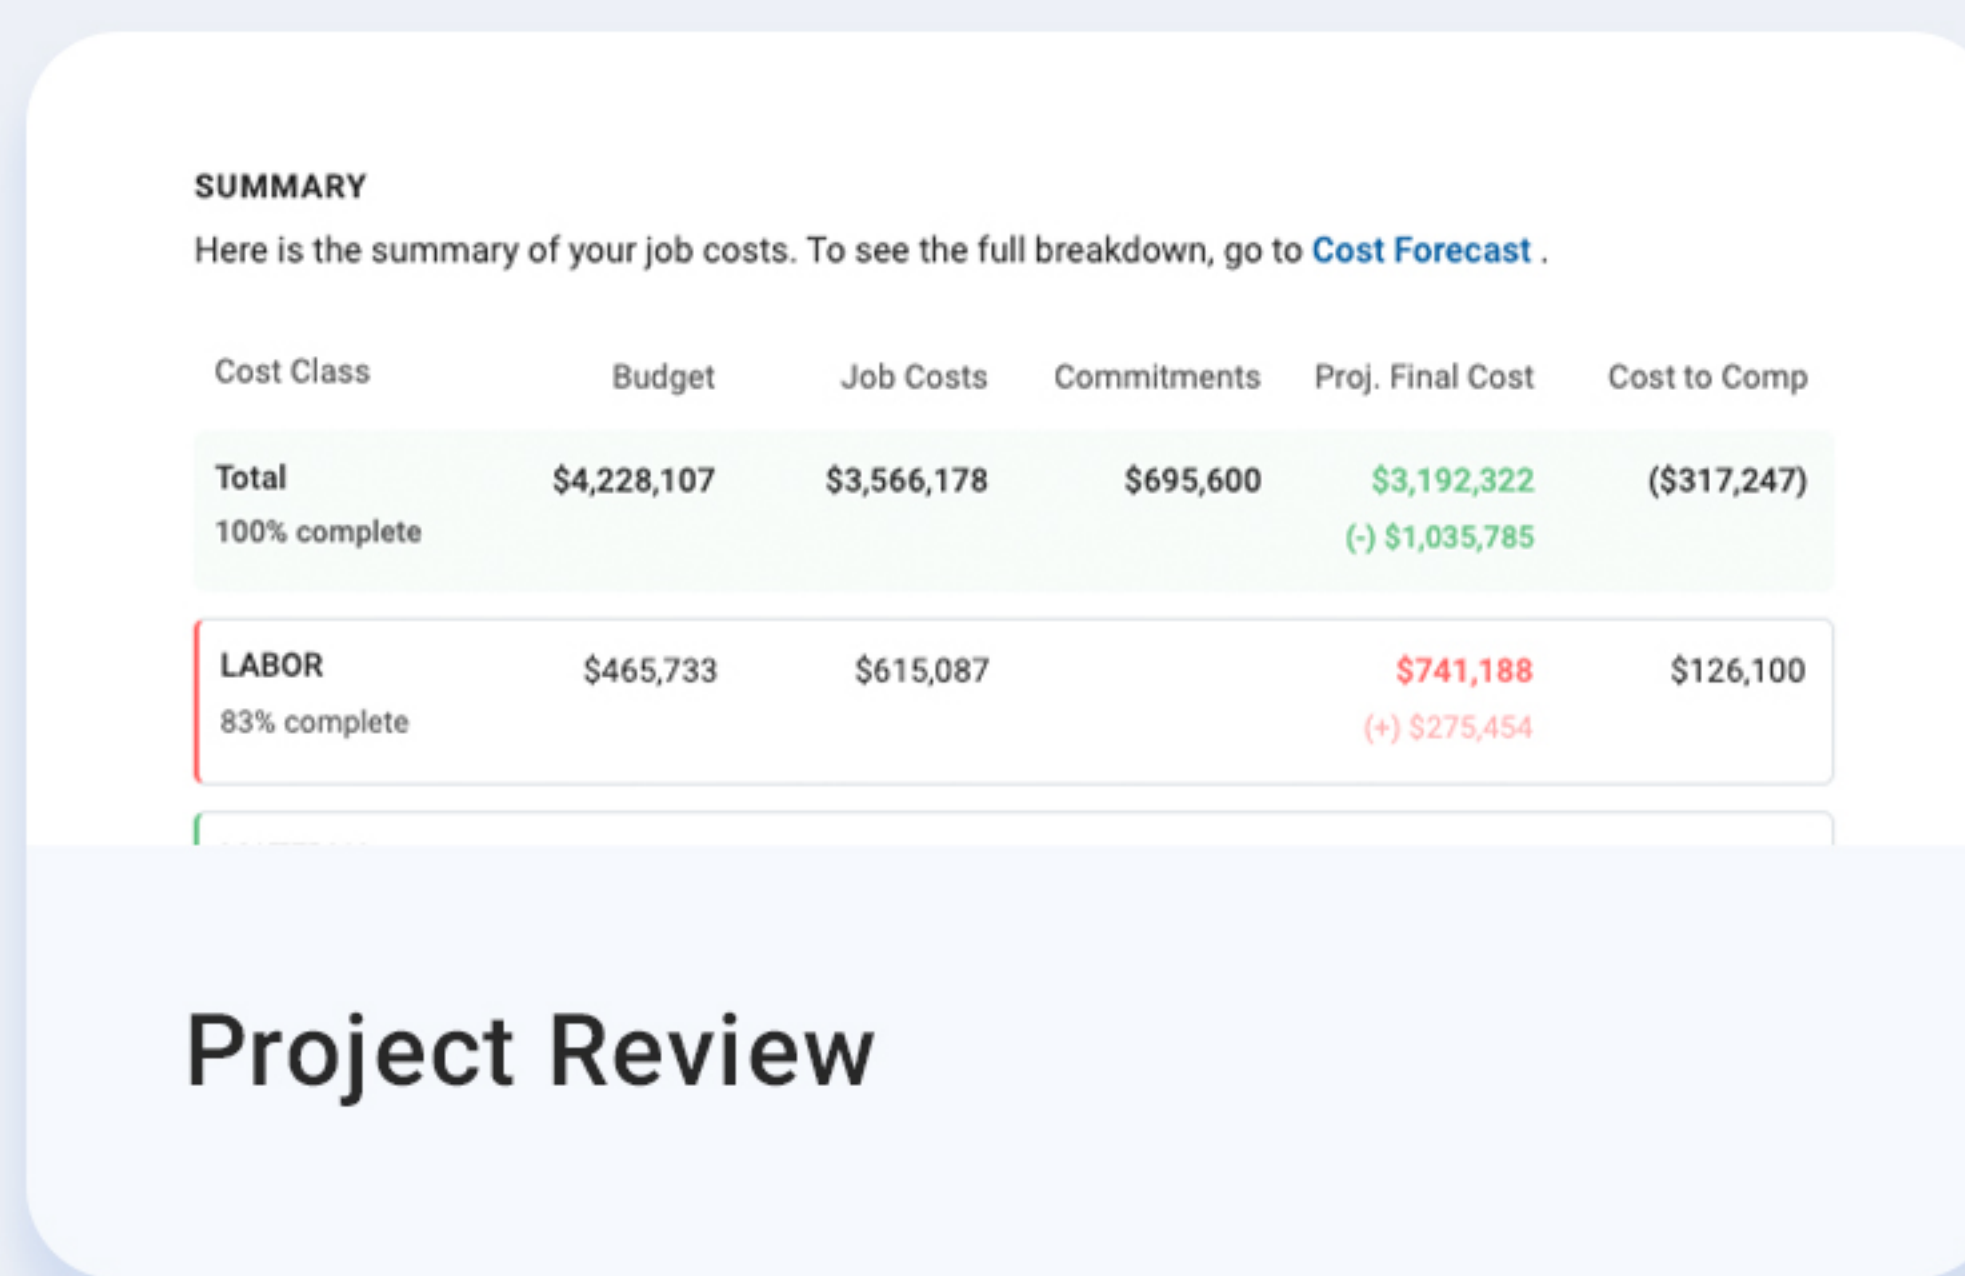 SUMMARY
Here is the summary of your job costs. To see the full breakdown, go to Cost Forecast .
Cost Class Budget Job Costs Commitments Proj. Final Cost Cost to Comp
Total $4,228,107 $3,566,178 $695,600 $3,192,322 ($317,247)
100% complete (-) $1,035,785
LABOR $465,733 $615,087 $741,188 $126,100
83% complete (+) $275,454
Project Review